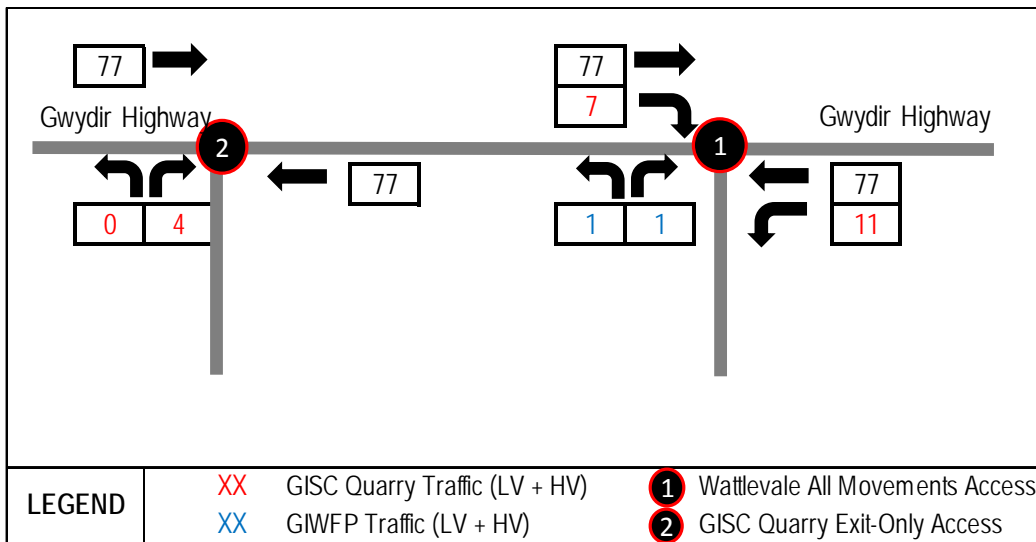 77
77
7
Gwydir Highway
Gwydir Highway
2
1
77
77
0 4
1 1
11
LEGEND
XX GISC Quarry Traffic (LV + HV)
1 Wattlevale All Movements Access
XX GIWFP Traffic (LV + HV)
2 GISC Quarry Exit-Only Access